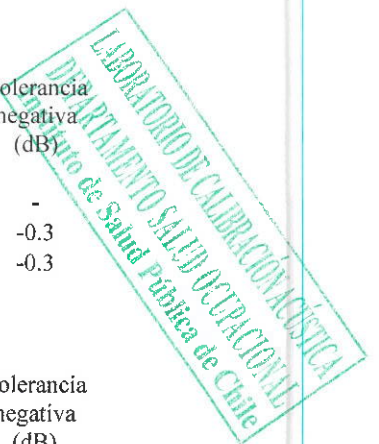 olerancia
negativa
(dB)
-
-0.3
-0.3
LABORATORIO DE CALIBRACIÓN ACÚSTICA
DEPARTAMENTO SALUD OCUPACIONAL
Instituto de Salud Pública de Chile
olerancia
negativa
(dB)